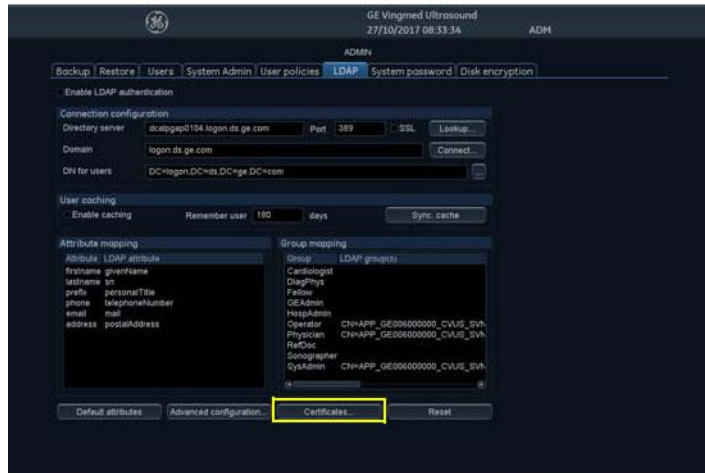 GE Vingmed Ultrasound
27/10/2017 08:33:34 ADM
ADMIN
Backup Restore Users System Admin User policies LDAP System password Disk encryption
Enable LDAP authentication
Connection configuration
Directory server dcalpgap0104.logon.ds.ge.com Port 389 SSL Lookup...
Domain logon.ds.ge.com Connect...
DN for users DC=logon,DC=ds,DC=ge,DC=com ...
User caching
Enable caching Remember user 180 days Sync. cache
Attribute mapping Group mapping
Attribute LDAP attribute Group LDAP group(s)
firstname givenName Cardiologist
lastname sn DiagPhys
prefix personalTitle Fellow
phone telephoneNumber GEAdmin
email mail HospAdmin
address postalAddress Operator CN=APP_GE006000000_CVUS_SVN
Physician CN=APP_GE006000000_CVUS_SVN
RefDoc
Sonographer
SysAdmin CN=APP_GE006000000_CVUS_SVN
Default attributes Advanced configuration... Certificates... Reset